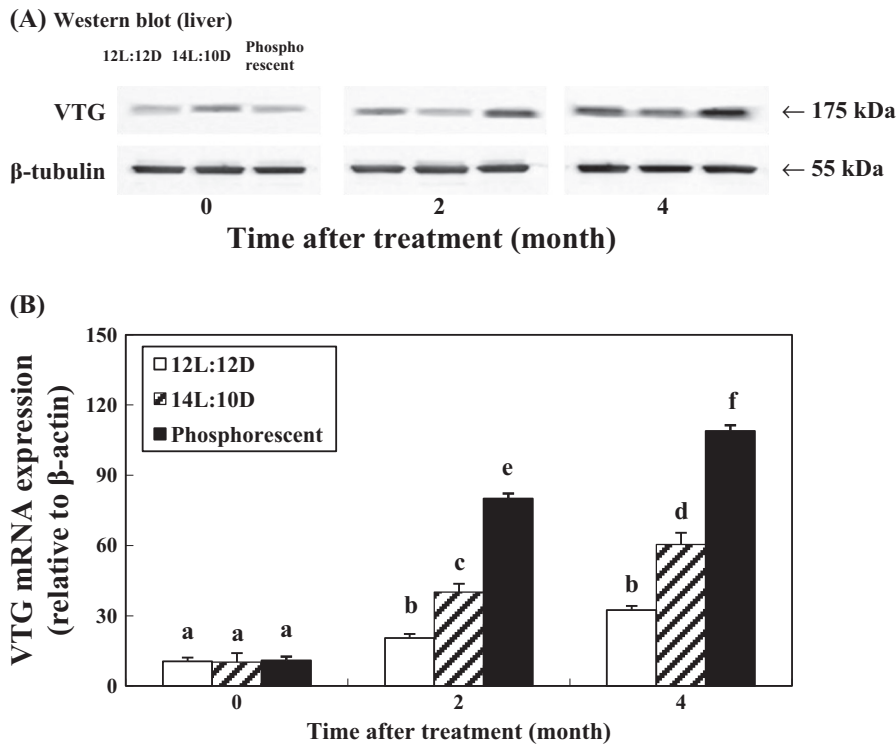 (A) Western blot (liver)
12L:12D 14L:10D Phospho
rescent
VTG
← 175 kDa
β-tubulin
← 55 kDa
0 2 4
Time after treatment (month)
(B)
VTG mRNA expression
(relative to β-actin)
150
120
90
60
30
0
12L:12D
14L:10D
Phosphorescent
a a a
b c e
b d f
0 2 4
Time after treatment (month)